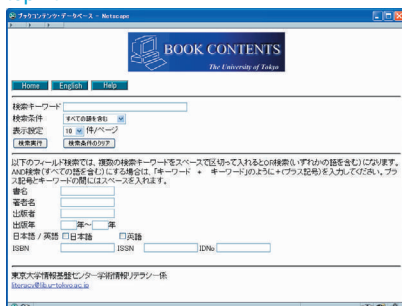 ブックコンテンツ・データベース - Netscape
BOOK CONTENTS
The University of Tokyo
Home English Help
検索キーワード
検索条件 すべての語を含む
表示設定 10 件/ページ
検索実行 検索条件のクリア
以下のフィールド検索では、複数の検索キーワードをスペースで区切って入れるとOR検索(いずれかの語を含む)になります。
AND検索(すべての語を含む)にする場合は、「キーワード + キーワード」のように+(プラス記号)を入力してください。プラ
ス記号とキーワードの間にはスペースを入れます。
書名
著者名
出版者
出版年 年~ 年
日本語 / 英語 日本語 英語
ISBN ISSN IDNo
東京大学情報基盤センター学術情報リテラシー係
literacy@lib.u-tokyo.ac.jp